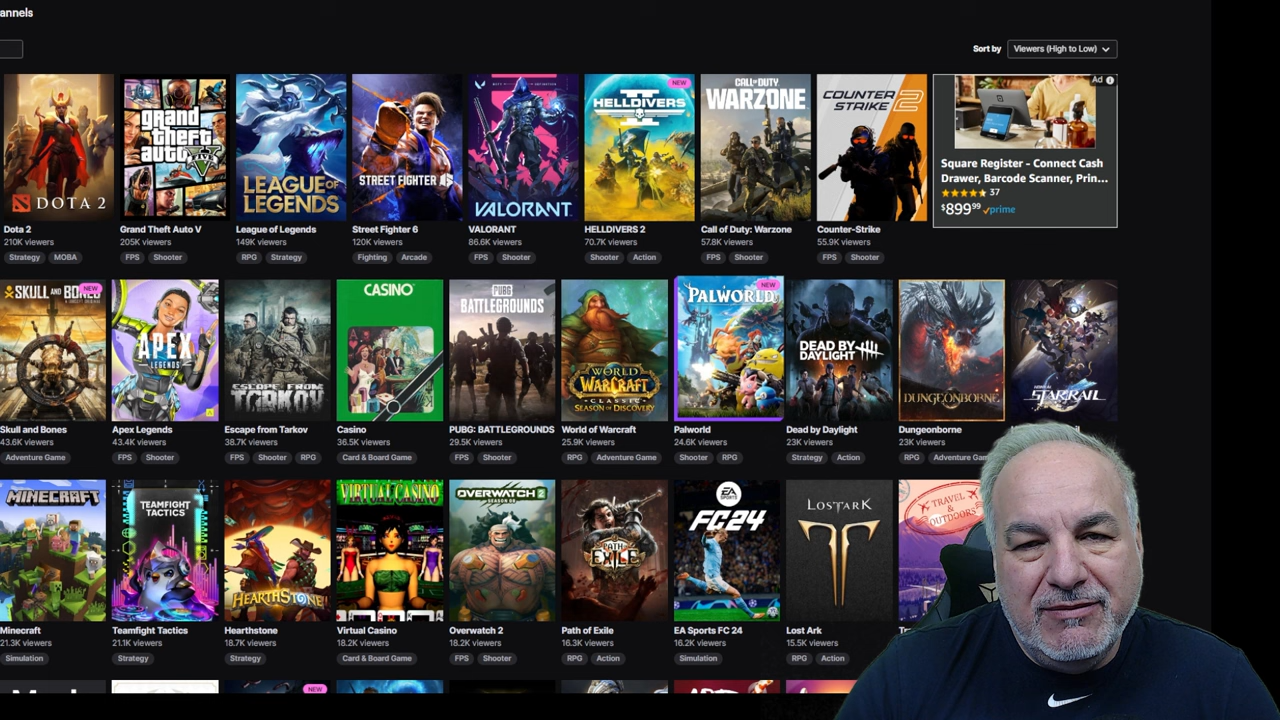 annels
Sort by
Viewers (High to Low)
DOTA 2
grand
theft
auto
V
FIVE
LEAGUE OF
LEGENDS
STREET FIGHTER 6
VALORANT
NEW
HELLDIVERS
II
CALL OF DUTY
WARZONE
COUNTER
STRIKE 2
Ad
Square Register - Connect Cash
Drawer, Barcode Scanner, Prin...
37
$899.99
prime
Dota 2
210K viewers
Strategy
MOBA
Grand Theft Auto V
205K viewers
FPS
Shooter
League of Legends
149K viewers
RPG
Strategy
Street Fighter 6
120K viewers
Fighting
Arcade
VALORANT
86.6K viewers
FPS
Shooter
HELLDIVERS 2
70.7K viewers
Shooter
Action
Call of Duty: Warzone
57.8K viewers
FPS
Shooter
Counter-Strike
55.9K viewers
FPS
Shooter
SKULL AND BONES
NEW
APEX
LEGENDS
ESCAPE FROM
TARKOV
CASINO
PUBG
BATTLEGROUNDS
WORLD
WARCRAFT
CLASSIC
SEASON OF DISCOVERY
NEW
PALWORLD
DEAD BY
DAYLIGHT
DUNGEONBORNE
STAR RAIL
Skull and Bones
43.6K viewers
Adventure Game
Apex Legends
43.4K viewers
FPS
Shooter
Escape from Tarkov
38.7K viewers
FPS
Shooter
RPG
Casino
36.5K viewers
Card & Board Game
PUBG: BATTLEGROUNDS
29.5K viewers
FPS
Shooter
World of Warcraft
25.9K viewers
RPG
Adventure Game
Palworld
24.6K viewers
Shooter
RPG
Dead by Daylight
23K viewers
Strategy
Action
Dungeonborne
23K viewers
RPG
Adventure Gam
MINECRAFT
TEAMFIGHT
TACTICS
HEARTHSTONE
VIRTUAL CASINO
OVERWATCH 2
PATH
OF
EXILE
EA
SPORTS
FC 24
LOST ARK
TRAVEL
&
OUTDOORS
Minecraft
21.3K viewers
Simulation
Teamfight Tactics
21.1K viewers
Strategy
Hearthstone
18.7K viewers
Strategy
Virtual Casino
18.2K viewers
Card & Board Game
Overwatch 2
18.2K viewers
FPS
Shooter
Path of Exile
16.3K viewers
RPG
Action
EA Sports FC 24
16.2K viewers
Simulation
Lost Ark
15.5K viewers
RPG
Action
NEW